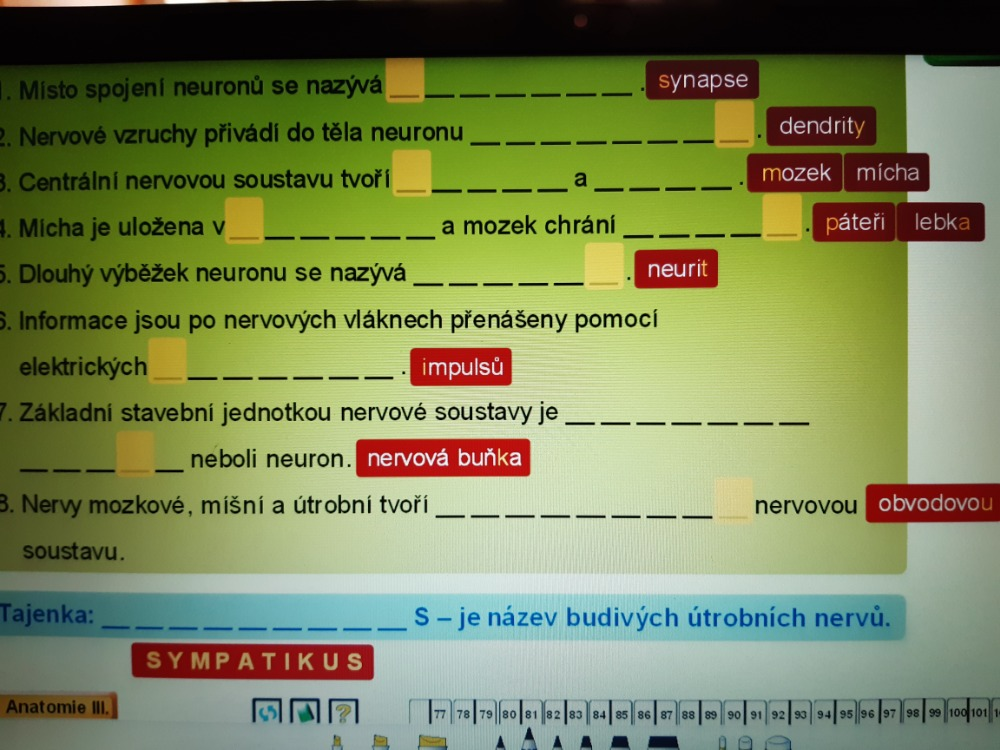 1. Místo spojení neuronů se nazývá _ _ _ _ _ _ _ . synapse
2. Nervové vzruchy přivádí do těla neuronu _ _ _ _ _ _ _ _ . dendrity
3. Centrální nervovou soustavu tvoří _ _ _ _ _ a _ _ _ _ . mozek mícha
4. Mícha je uložena v _ _ _ _ _ _ a mozek chrání _ _ _ _ _ . páteři lebka
5. Dlouhý výběžek neuronu se nazývá _ _ _ _ _ _ . neurit
6. Informace jsou po nervových vláknech přenášeny pomocí
elektrických _ _ _ _ _ _ _ . impulsů
7. Základní stavební jednotkou nervové soustavy je _ _ _ _ _ _ _
_ _ _ _ _ neboli neuron. nervová buňka
8. Nervy mozkové, míšní a útrobní tvoří _ _ _ _ _ _ _ _ _ nervovou obvodovou
soustavu.
Tajenka: _ _ _ _ _ _ _ _ _ S – je název budivých útrobních nervů.
SYMPATIKUS
Anatomie III. ? 77 78 79 80 81 82 83 84 85 86 87 88 89 90 91 92 93 94 95 96 97 98 99 100 101